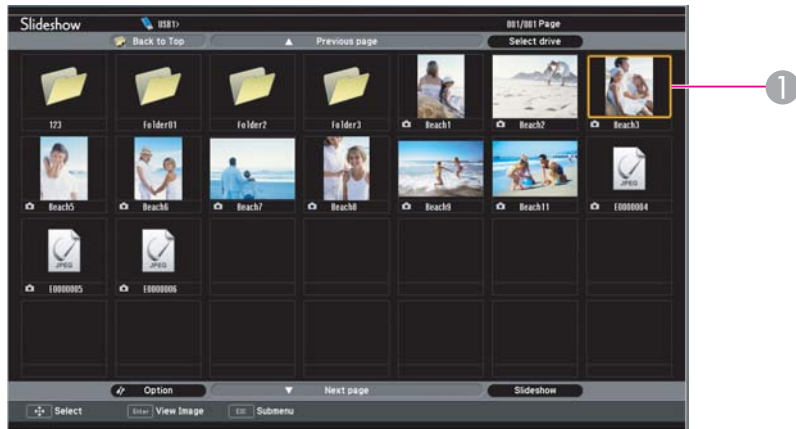 Slideshow USB1> 001/001 Page
Back to Top ▲ Previous page Select drive
123 Folder01 Folder2 Folder3 Beach1 Beach2 Beach3
Beach5 Beach6 Beach7 Beach8 Beach9 Beach11 E0000004
JPEG
E0000005 E0000006
JPEG JPEG
Option ▼ Next page Slideshow
Select Enter View Image ESC Submenu
1